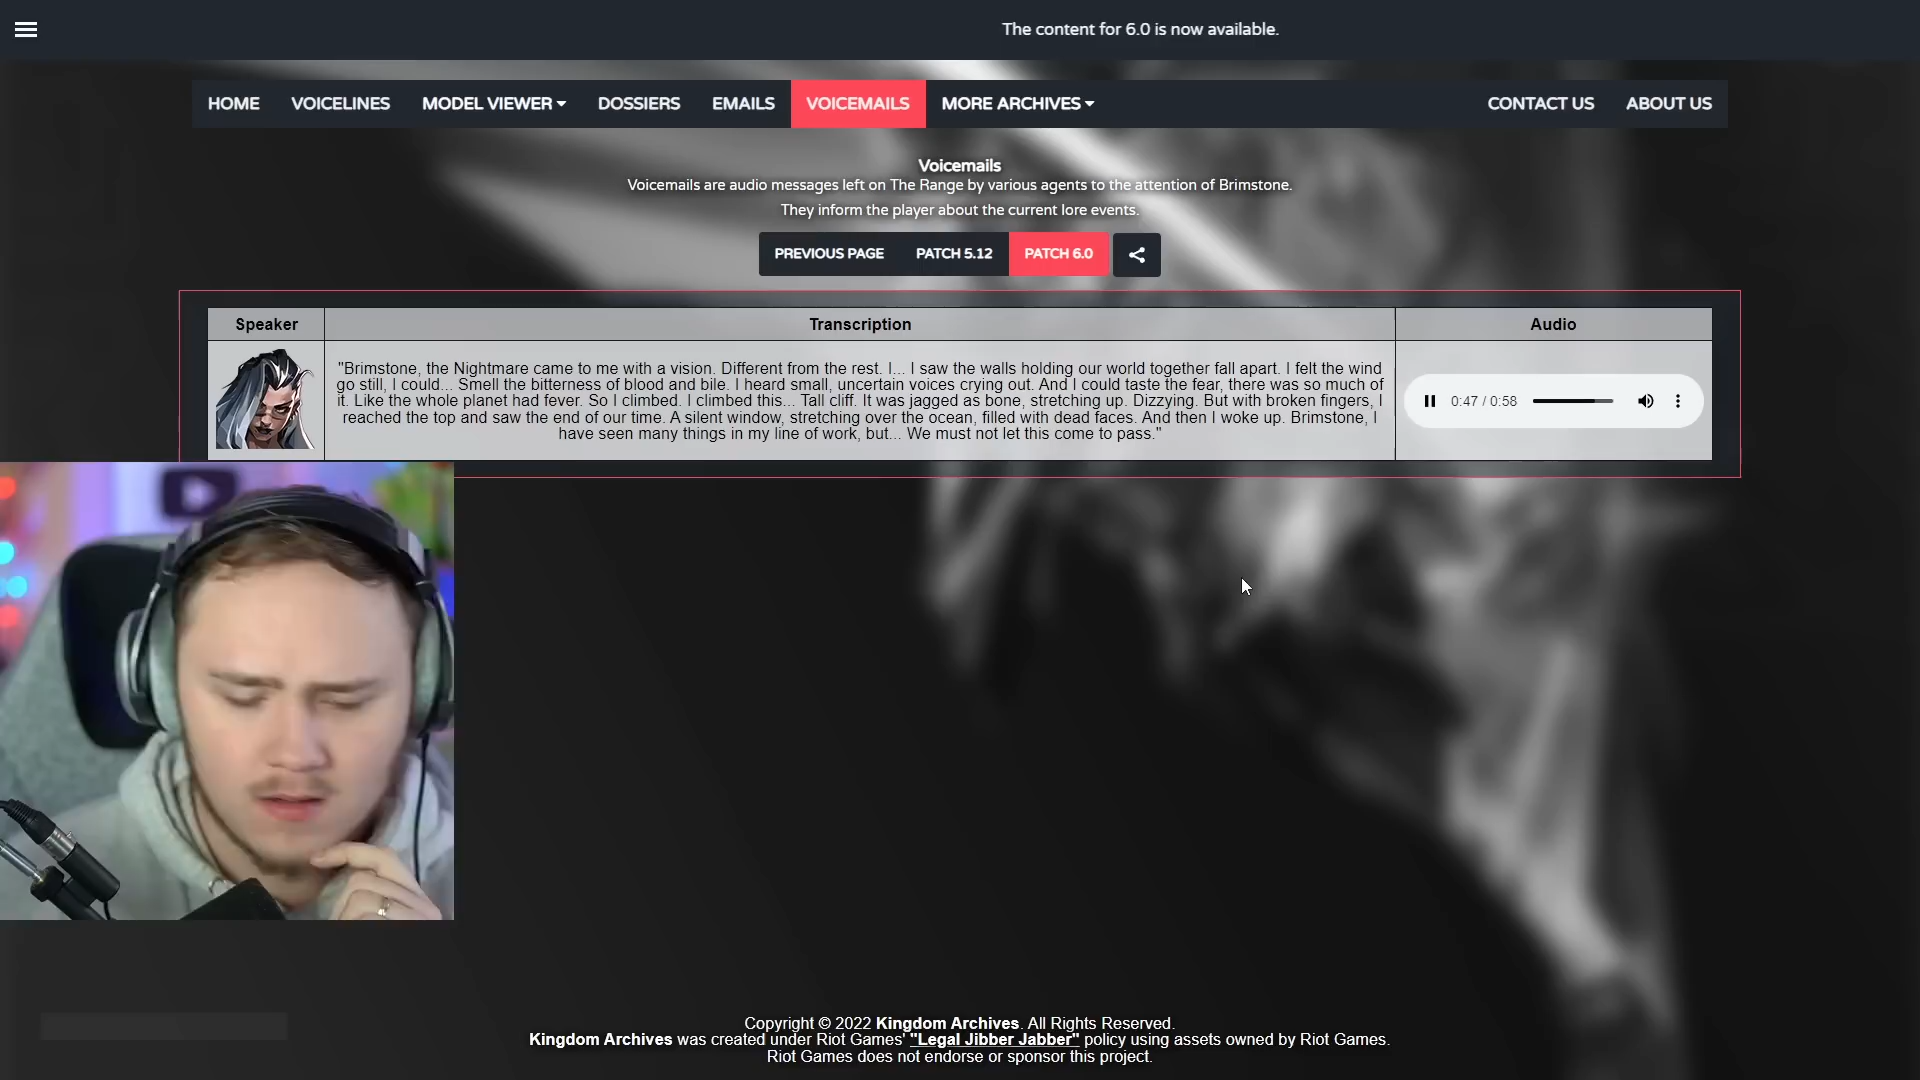 The content for 6.0 is now available.
HOME VOICELINES MODEL VIEWER DOSSIERS EMAILS VOICEMAILS MORE ARCHIVES CONTACT US ABOUT US
Voicemails
Voicemails are audio messages left on The Range by various agents to the attention of Brimstone.
They inform the player about the current lore events.
PREVIOUS PAGE PATCH 5.12 PATCH 6.0
Speaker Transcription Audio
"Brimstone, the Nightmare came to me with a vision. Different from the rest. I... I saw the walls holding our world together fall apart. I felt the wind
go still, I could... Smell the bitterness of blood and bile. I heard small, uncertain voices crying out. And I could taste the fear, there was so much of
it. Like the whole planet had fever. So I climbed. I climbed this... Tall cliff. It was jagged as bone, stretching up. Dizzying. But with broken fingers, I
reached the top and saw the end of our time. A silent window, stretching over the ocean, filled with dead faces. And then I woke up. Brimstone, I
have seen many things in my line of work, but... We must not let this come to pass."
0:47 / 0:58
Copyright © 2022 Kingdom Archives. All Rights Reserved.
Kingdom Archives was created under Riot Games' "Legal Jibber Jabber" policy using assets owned by Riot Games.
Riot Games does not endorse or sponsor this project.